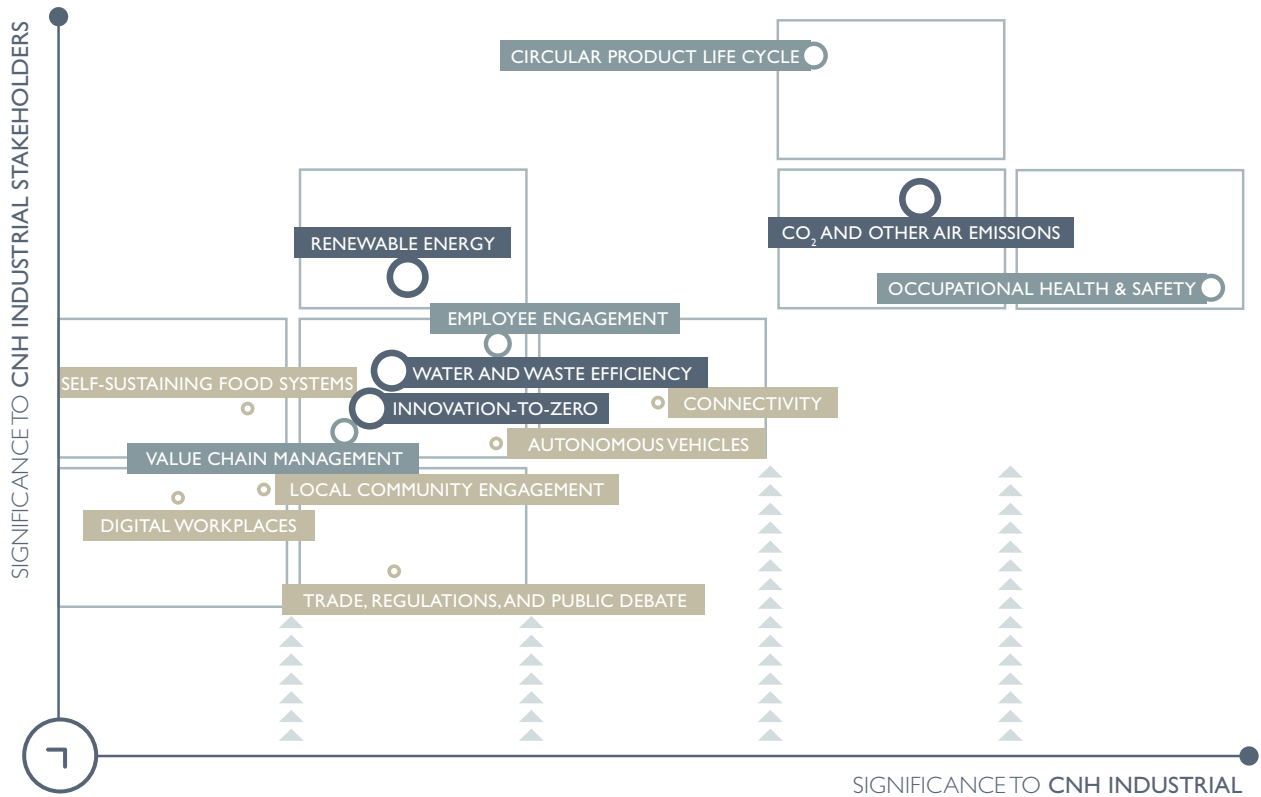 SIGNIFICANCE TO CNH INDUSTRIAL STAKEHOLDERS
CIRCULAR PRODUCT LIFE CYCLE
CO₂ AND OTHER AIR EMISSIONS
RENEWABLE ENERGY
OCCUPATIONAL HEALTH & SAFETY
EMPLOYEE ENGAGEMENT
WATER AND WASTE EFFICIENCY
SELF-SUSTAINING FOOD SYSTEMS
CONNECTIVITY
INNOVATION-TO-ZERO
AUTONOMOUS VEHICLES
VALUE CHAIN MANAGEMENT
LOCAL COMMUNITY ENGAGEMENT
DIGITAL WORKPLACES
TRADE, REGULATIONS, AND PUBLIC DEBATE
SIGNIFICANCE TO CNH INDUSTRIAL